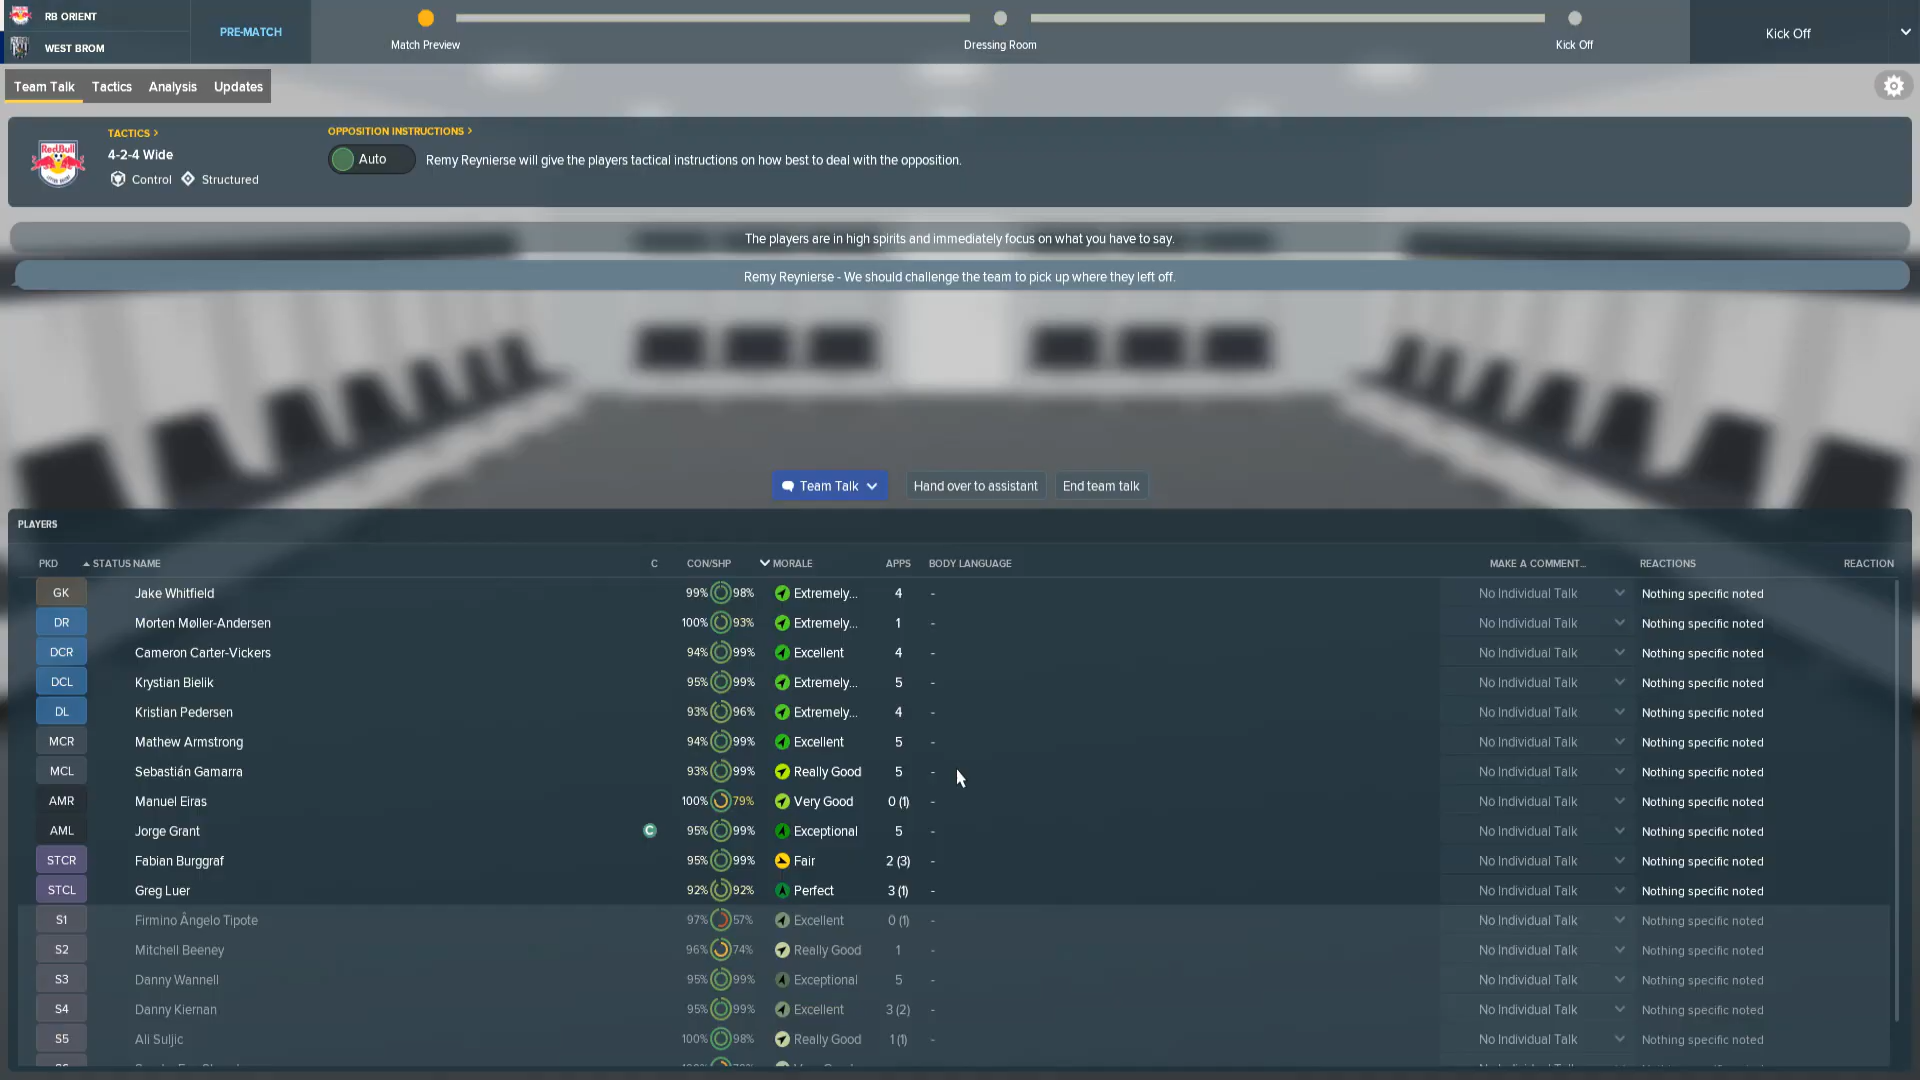 RB ORIENT
WEST BROM
PRE-MATCH
Match Preview
Dressing Room
Kick Off
Kick Off
Team Talk Tactics Analysis Updates
RedBull
TACTICS >
4-2-4 Wide
Control Structured
OPPOSITION INSTRUCTIONS >
Auto
Remy Reynierse will give the players tactical instructions on how best to deal with the opposition.
The players are in high spirits and immediately focus on what you have to say.
Remy Reynierse - We should challenge the team to pick up where they left off.
Team Talk Hand over to assistant End team talk
PLAYERS
PKD STATUS NAME C CON/SHP MORALE APPS BODY LANGUAGE MAKE A COMMENT... REACTIONS REACTION
GK Jake Whitfield 99% 98% Extremely... 4 - No Individual Talk Nothing specific noted
DR Morten Møller-Andersen 100% 93% Extremely... 1 - No Individual Talk Nothing specific noted
DCR Cameron Carter-Vickers 94% 99% Excellent 4 - No Individual Talk Nothing specific noted
DCL Krystian Bielik 95% 99% Extremely... 5 - No Individual Talk Nothing specific noted
DL Kristian Pedersen 93% 96% Extremely... 4 - No Individual Talk Nothing specific noted
MCR Mathew Armstrong 94% 99% Excellent 5 - No Individual Talk Nothing specific noted
MCL Sebastián Gamarra 93% 99% Really Good 5 - No Individual Talk Nothing specific noted
AMR Manuel Eiras 100% 79% Very Good 0 (1) - No Individual Talk Nothing specific noted
AML Jorge Grant C 95% 99% Exceptional 5 - No Individual Talk Nothing specific noted
STCR Fabian Burggraf 95% 99% Fair 2 (3) - No Individual Talk Nothing specific noted
STCL Greg Luer 92% 92% Perfect 3 (1) - No Individual Talk Nothing specific noted
S1 Firmino Ângelo Tipote 97% 57% Excellent 0 (1) - No Individual Talk Nothing specific noted
S2 Mitchell Beeney 96% 74% Really Good 1 - No Individual Talk Nothing specific noted
S3 Danny Wannell 95% 99% Exceptional 5 - No Individual Talk Nothing specific noted
S4 Danny Kiernan 95% 99% Excellent 3 (2) - No Individual Talk Nothing specific noted
S5 Ali Suljic 100% 98% Really Good 1 (1) - No Individual Talk Nothing specific noted